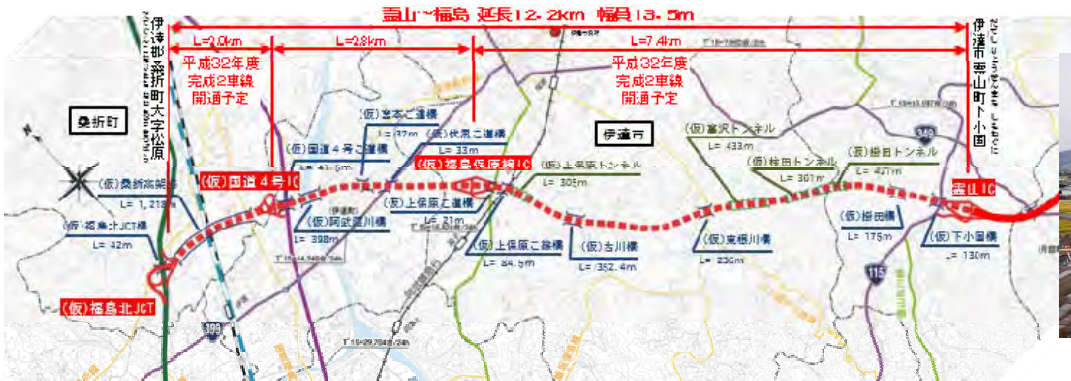 霊山～福島 延長12.2km 幅員13.5m
L=2.0km
L=2.8km
L=7.4km
平成32年度
完成2車線
開通予定
平成32年度
完成2車線
開通予定
伊達郡桑折町大字松原
伊達市霊山町下小国
桑折町
伊達市
(仮)宮本こ道橋
(仮)伏原こ道橋
L= 33m
(仮)国道4号こ道橋
(仮)桑折高架橋
L= 1,218m
(仮)国道4号IC
(仮)福島保原線IC
(仮)上保原トンネル
L= 305m
(仮)富沢トンネル
L= 433m
(仮)柱田トンネル
L= 301m
(仮)掛田トンネル
L= 427m
霊山IC
349
(仮)福島北JCT橋
L= 42m
(仮)阿武隈川橋
L= 398m
(仮)上保原こ道橋
L= 21m
(仮)上保原こ線橋
L= 84.5m
(仮)古川橋
L= 352.4m
(仮)東根川橋
(仮)掛田橋
L= 175m
(仮)下小国橋
L= 130m
(仮)福島北JCT
399
115